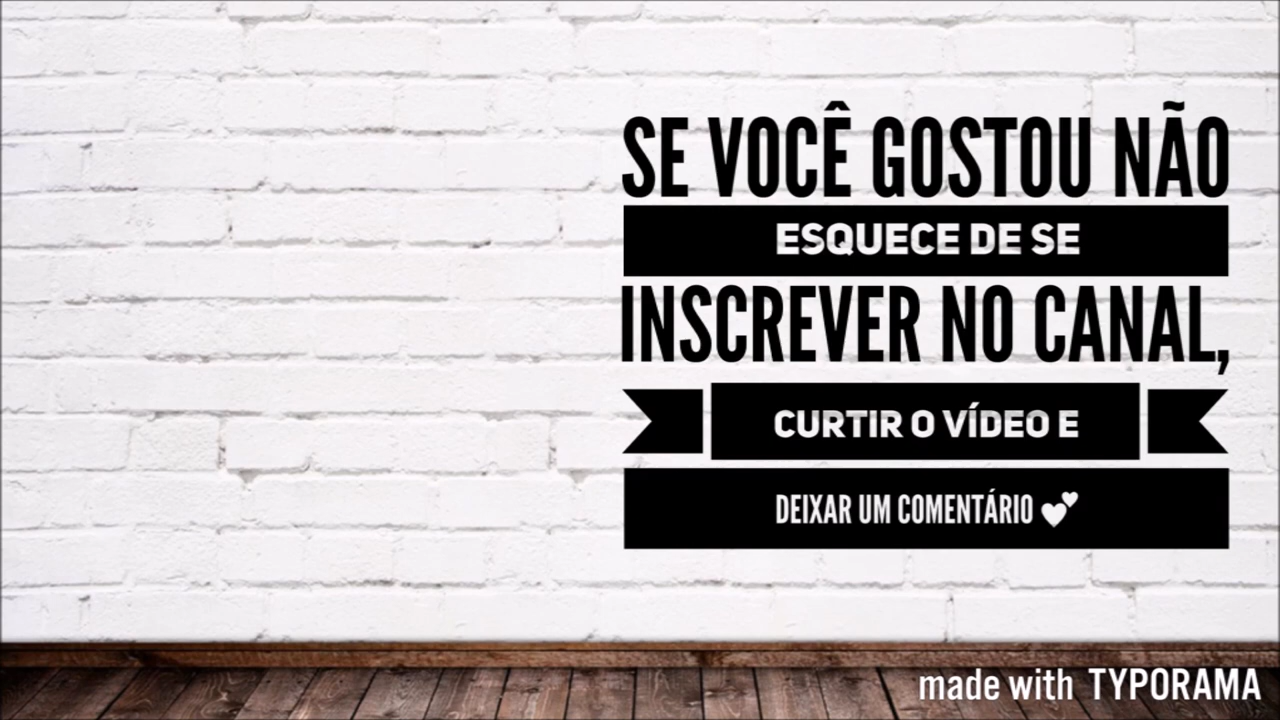 SE VOCÊ GOSTOU NÃO
ESQUECE DE SE
INSCREVER NO CANAL,
CURTIR O VÍDEO E
DEIXAR UM COMENTÁRIO 💕
made with TYPORAMA